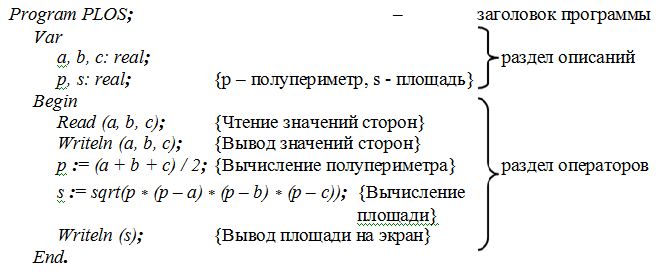 Program PLOS; – заголовок программы
Var
a, b, c: real; раздел описаний
p, s: real; {p – полупериметр, s - площадь}
Begin
Read (a, b, c); {Чтение значений сторон}
Writeln (a, b, c); {Вывод значений сторон}
p := (a + b + c) / 2; {Вычисление полупериметра} раздел операторов
s := sqrt(p * (p – a) * (p – b) * (p – c)); {Вычисление
площади}
Writeln (s); {Вывод площади на экран}
End.